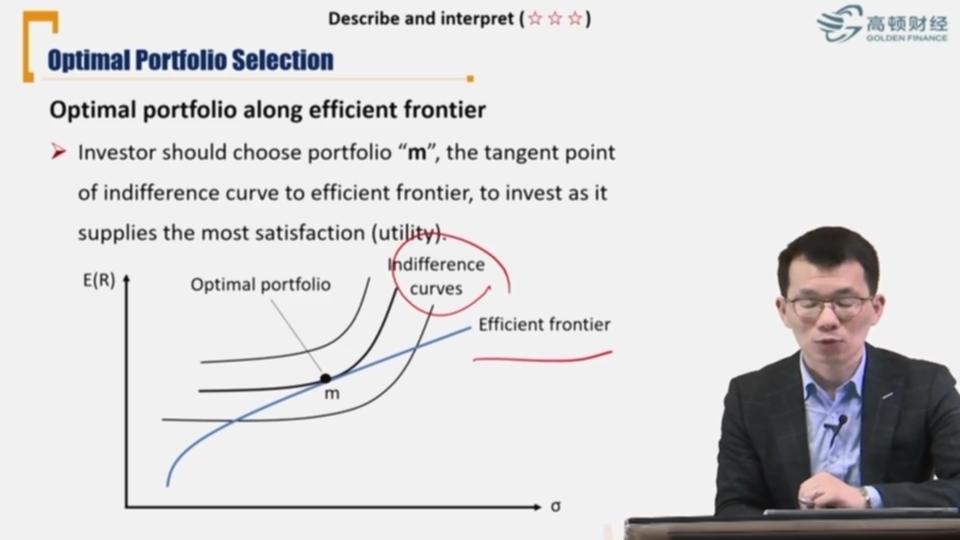 Describe and interpret (☆☆☆)
高顿财经
GOLDEN FINANCE
Optimal Portfolio Selection
Optimal portfolio along efficient frontier
Investor should choose portfolio “m”, the tangent point
of indifference curve to efficient frontier, to invest as it
supplies the most satisfaction (utility).
E(R)
Optimal portfolio
Indifference
curves
Efficient frontier
m
σ